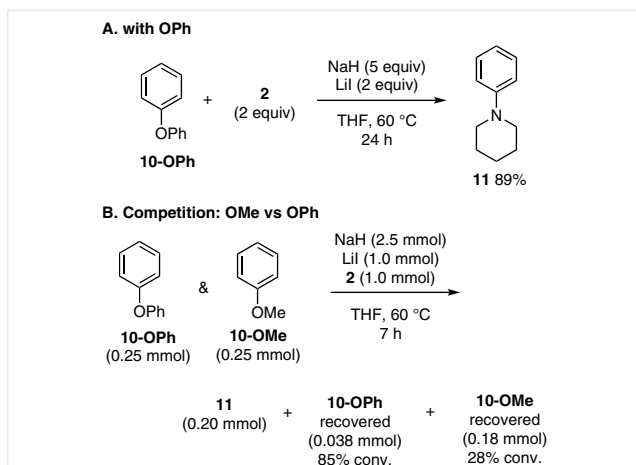 A. with OPh
OPh
10-OPh
+
2
(2 equiv)
NaH (5 equiv)
LiI (2 equiv)
THF, 60 °C
24 h
N
11 89%
B. Competition: OMe vs OPh
OPh
10-OPh
(0.25 mmol)
&
OMe
10-OMe
(0.25 mmol)
NaH (2.5 mmol)
LiI (1.0 mmol)
2 (1.0 mmol)
THF, 60 °C
7 h
11
(0.20 mmol)
+
10-OPh
recovered
(0.038 mmol)
85% conv.
+
10-OMe
recovered
(0.18 mmol)
28% conv.